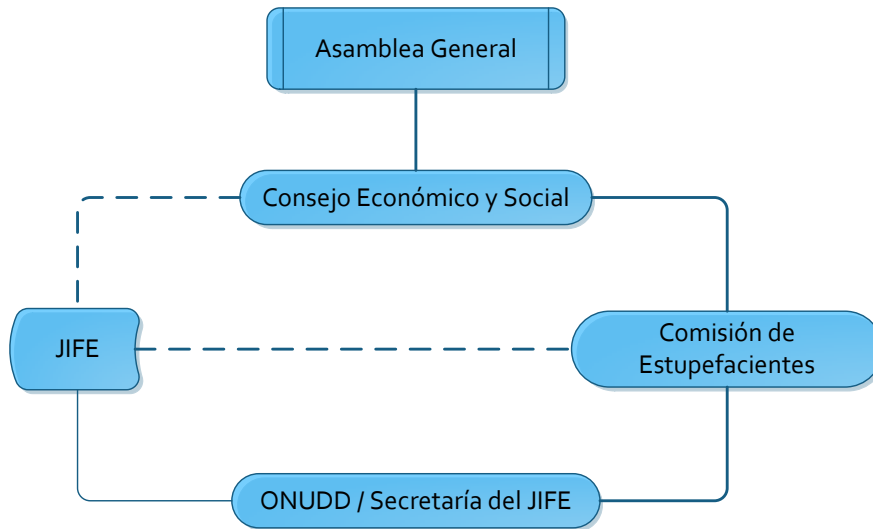 Asamblea General
Consejo Económico y Social
JIFE
Comisión de
Estupefacientes
ONUDD / Secretaría del JIFE